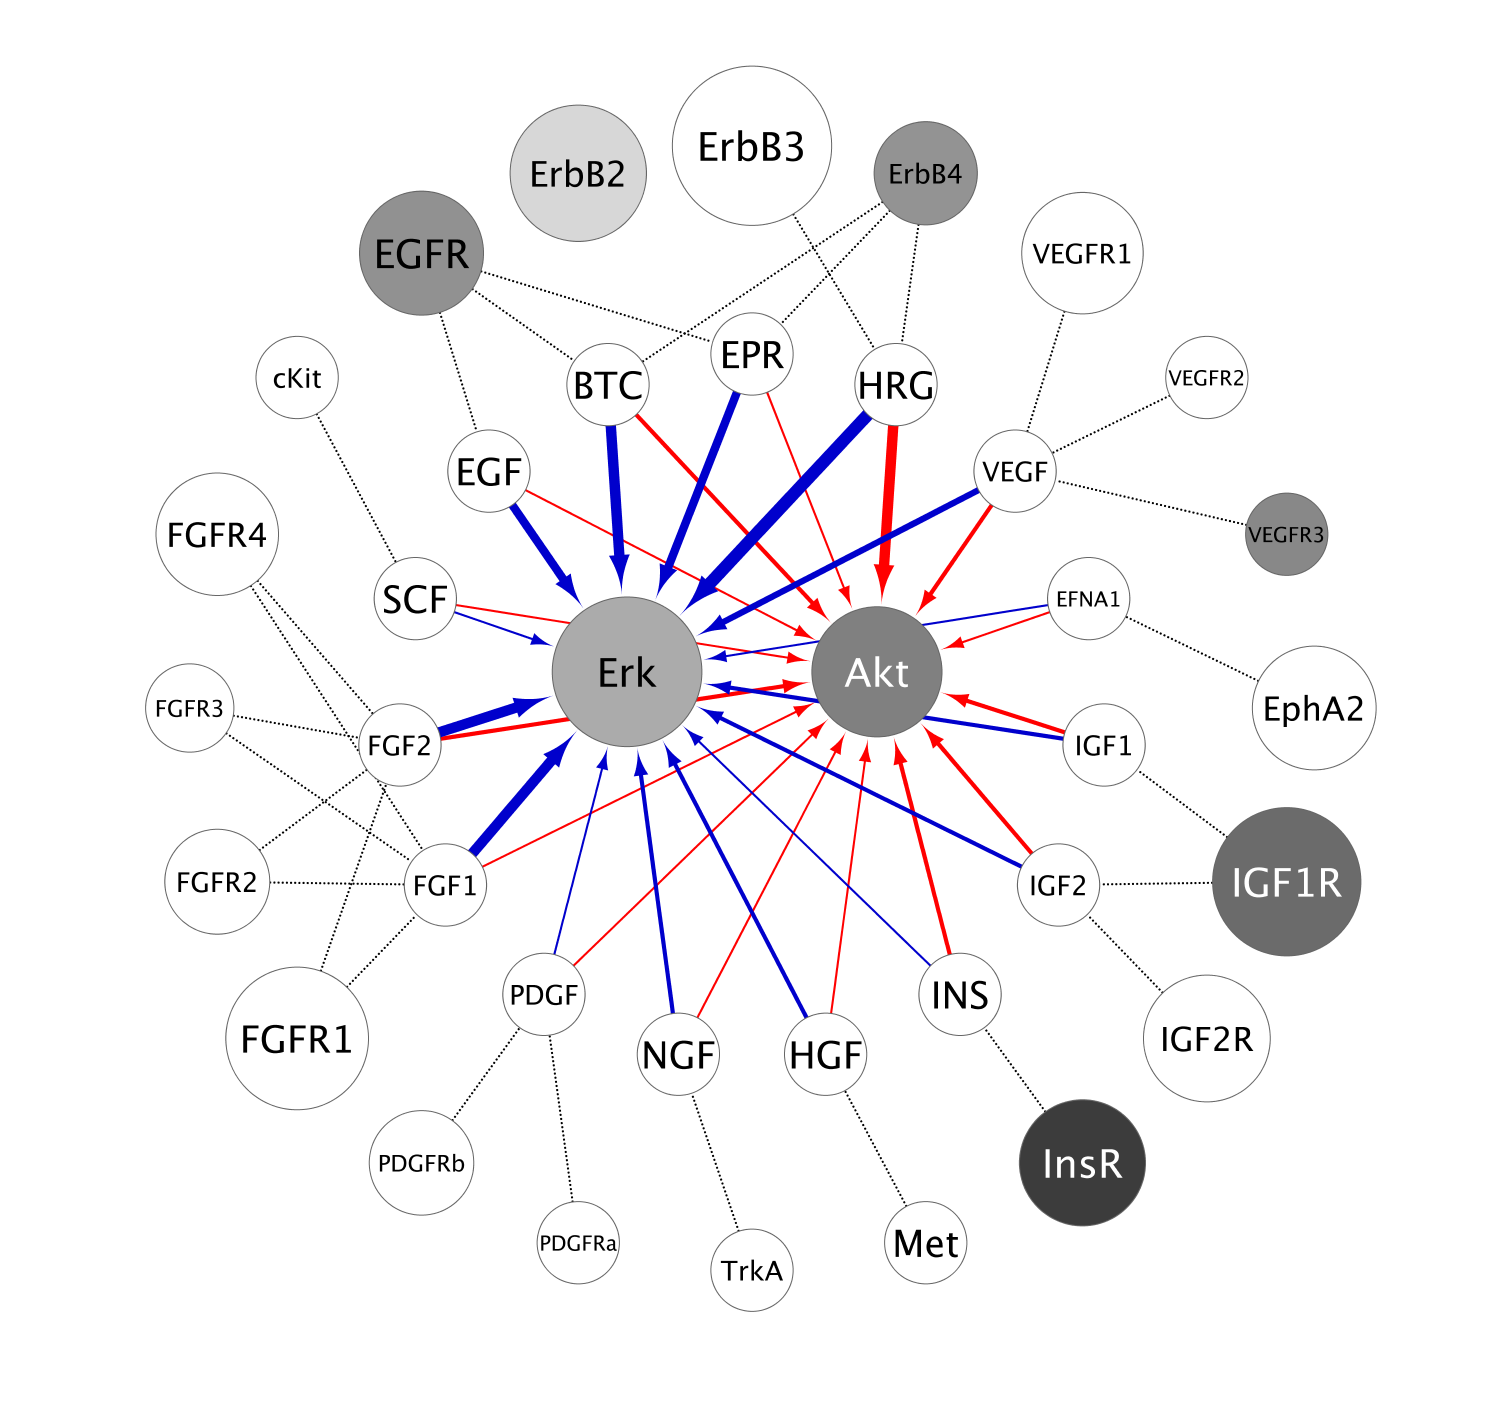 ErbB3
ErbB2
ErbB4
EGFR
VEGFR1
EPR
cKit
VEGFR2
BTC
HRG
EGF
VEGF
FGFR4
VEGFR3
SCF
EFNA1
Erk
Akt
FGFR3
EphA2
FGF2
IGF1
FGFR2
FGF1
IGF2
IGF1R
PDGF
INS
FGFR1
IGF2R
NGF
HGF
PDGFRb
InsR
PDGFRa
Met
TrkA